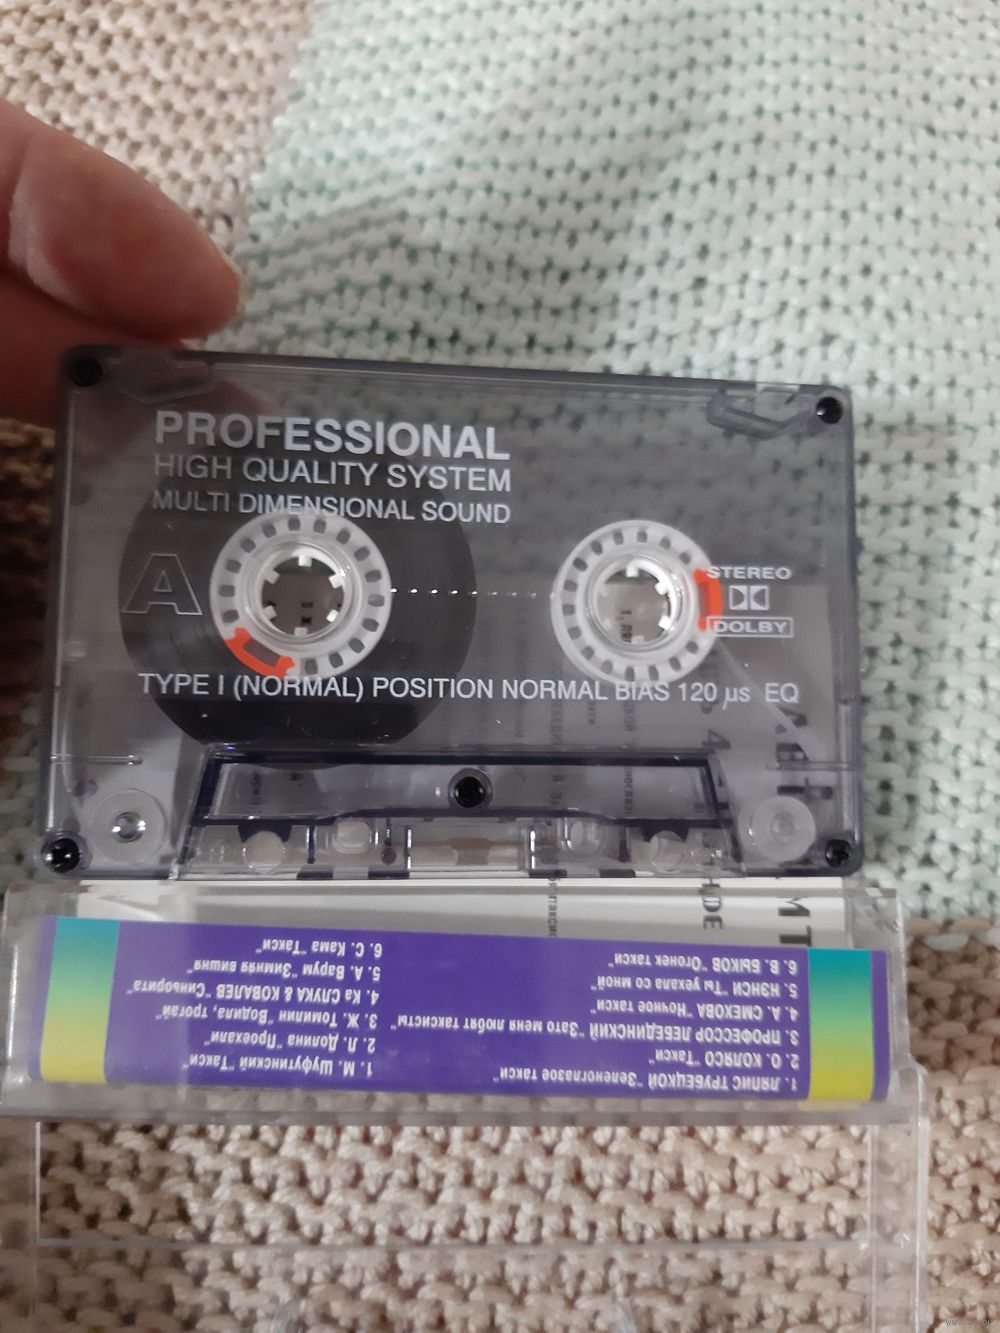 PROFESSIONAL
HIGH QUALITY SYSTEM
MULTI DIMENSIONAL SOUND
A
STEREO
DOLBY
TYPE I (NORMAL) POSITION NORMAL BIAS 120 µs EQ
1. ЛЯПИС ТРУБЕЦКОЙ "Зеленоглазое такси"
2. О. КОЛЯСО "Такси"
3. ПРОФЕССОР ЛЕБЕДИНСКИЙ "Зато меня любят таксисты"
4. А. СМЕХОВА "Ночное такси"
5. НЭНСИ "Ты уехала со мной"
6. В. БЫКОВ "Огонек такси"
1. М. Шуфутинский "Такси"
2. Л. Долина "Проехали"
3. Ж. Томилин "Водила, трогай"
4. Ка СЛУКА & КОВАЛЕВ "Синьорита"
5. А. Варум "Зимняя вишня"
6. С. Кама "Такси"